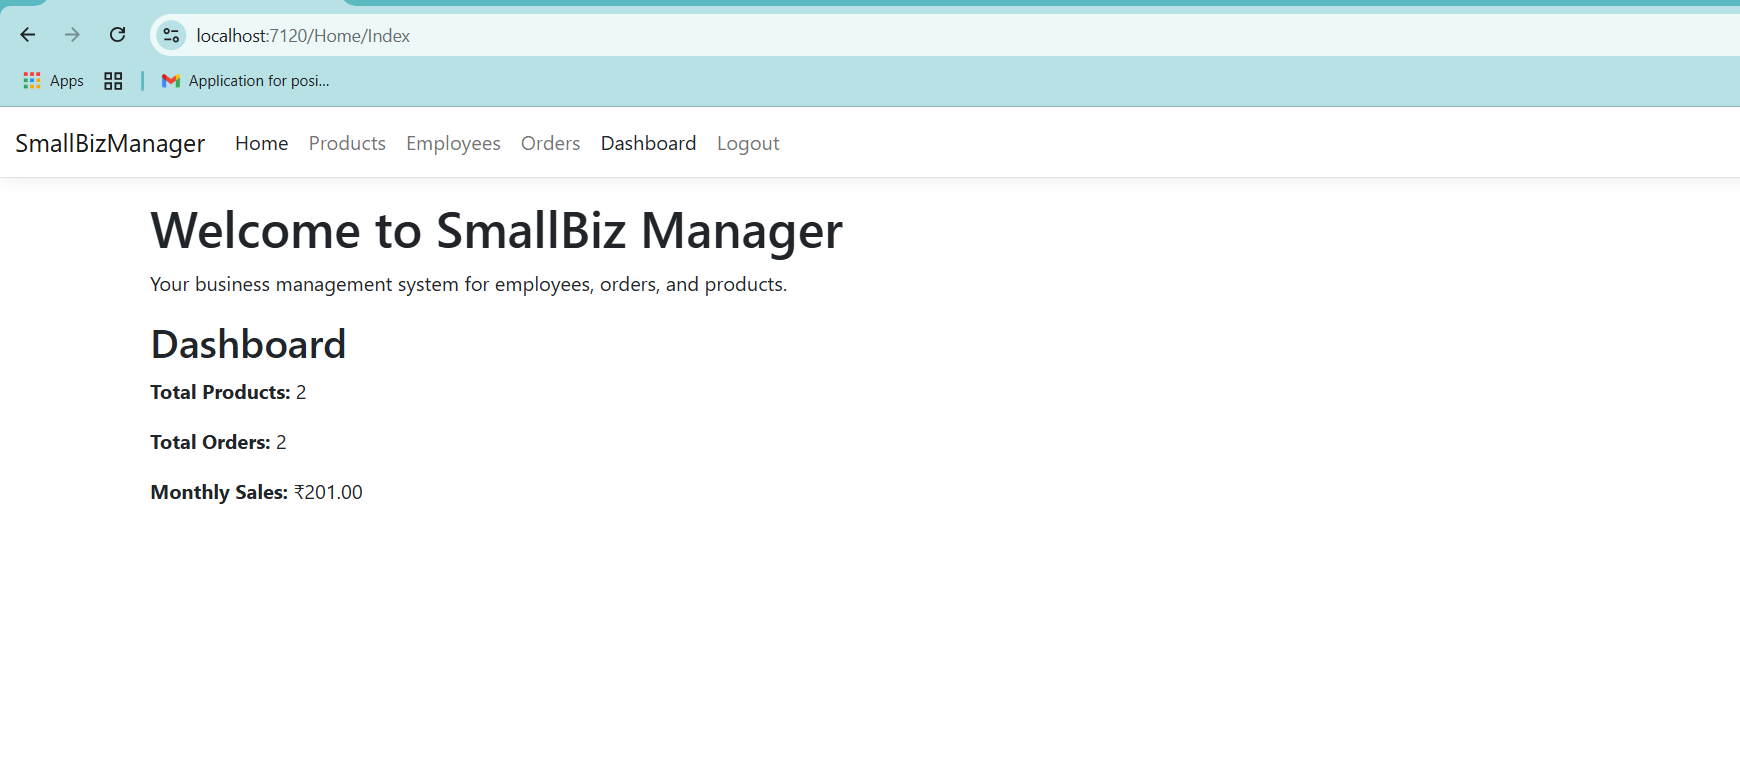 localhost:7120/Home/Index
Apps Application for posi...
SmallBizManager Home Products Employees Orders Dashboard Logout
Welcome to SmallBiz Manager
Your business management system for employees, orders, and products.
Dashboard
Total Products: 2
Total Orders: 2
Monthly Sales: ₹201.00